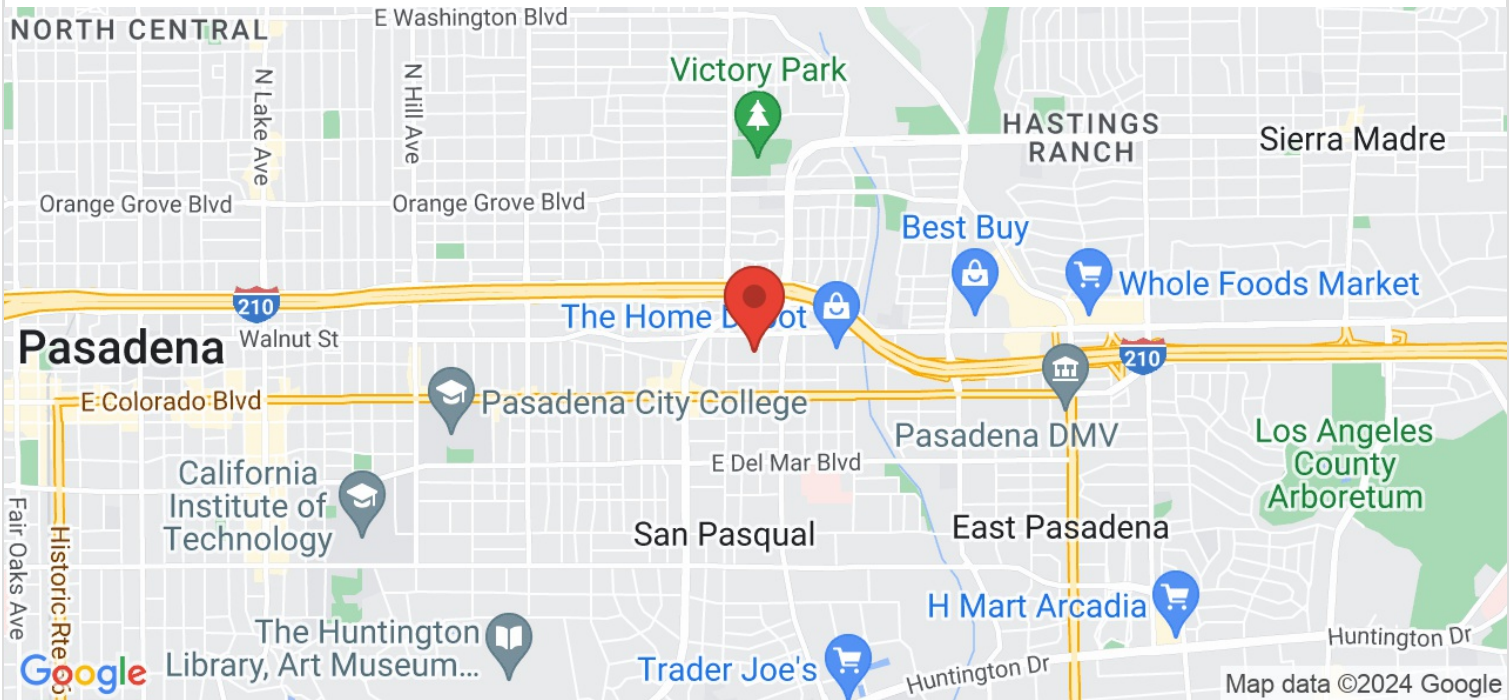 E Washington Blvd
NORTH CENTRAL
N Lake Ave
N Hill Ave
Victory Park
HASTINGS
RANCH
Sierra Madre
Orange Grove Blvd
Orange Grove Blvd
Best Buy
Whole Foods Market
210
The Home
Walnut St
Pasadena
210
E Colorado Blvd
Pasadena City College
Pasadena DMV
Los Angeles
County
Arboretum
E Del Mar Blvd
California
Institute of
Technology
San Pasqual
East Pasadena
Fair Oaks Ave
Historic Rte
H Mart Arcadia
The Huntington
Library, Art Museum...
Trader Joe's
Huntington Dr
Huntington Dr
Google
Map data ©2024 Google